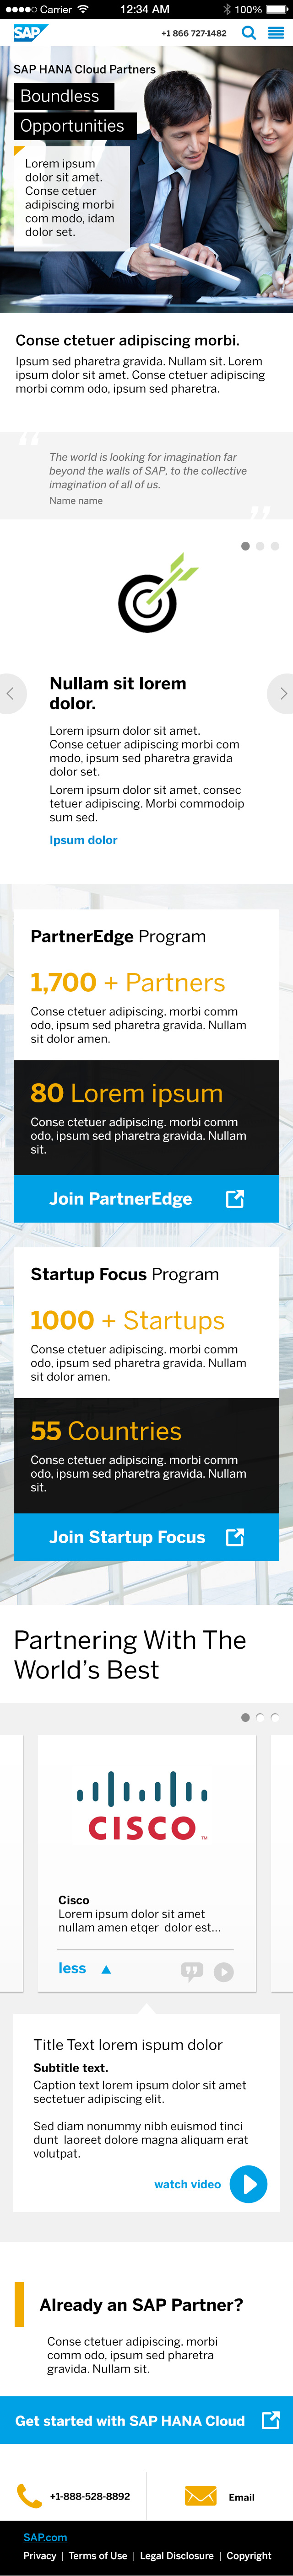 Carrier 12:34 AM 100%
SAP +1 866 727-1482
SAP HANA Cloud Partners
Boundless
Opportunities
Lorem ipsum
dolor sit amet.
Conse cetuer
adipiscing morbi
com modo, idam
dolor set.
Conse ctetuer adipiscing morbi.
Ipsum sed pharetra gravida. Nullam sit. Lorem
ipsum dolor sit amet. Conse ctetuer adipiscing
morbi comm odo, ipsum sed pharetra.
“
The world is looking for imagination far
beyond the walls of SAP, to the collective
imagination of all of us.
Name name
”
Nullam sit lorem
dolor.
Lorem ipsum dolor sit amet.
Conse cetuer adipiscing morbi com
modo, ipsum sed pharetra gravida
dolor set.
Lorem ipsum dolor sit amet, consec
tetuer adipiscing. Morbi commodoip
sum sed.
Ipsum dolor
PartnerEdge Program
1,700 + Partners
Conse ctetuer adipiscing. morbi comm
odo, ipsum sed pharetra gravida. Nullam
sit dolor amen.
80 Lorem ipsum
Conse ctetuer adipiscing. morbi comm
odo, ipsum sed pharetra gravida. Nullam
sit.
Join PartnerEdge
Startup Focus Program
1000 + Startups
Conse ctetuer adipiscing. morbi comm
odo, ipsum sed pharetra gravida. Nullam
sit dolor amen.
55 Countries
Conse ctetuer adipiscing. morbi comm
odo, ipsum sed pharetra gravida. Nullam
sit.
Join Startup Focus
Partnering With The
World’s Best
CISCO™
Cisco
Lorem ipsum dolor sit amet
nullam amen etqer dolor est...
less
Title Text lorem ispum dolor
Subtitle text.
Caption text lorem ipsum dolor sit amet
sectetuer adipiscing elit.
Sed diam nonummy nibh euismod tinci
dunt laoreet dolore magna aliquam erat
volutpat.
watch video
Already an SAP Partner?
Conse ctetuer adipiscing. morbi
comm odo, ipsum sed pharetra
gravida. Nullam sit.
Get started with SAP HANA Cloud
+1-888-528-8892 Email
SAP.com
Privacy | Terms of Use | Legal Disclosure | Copyright